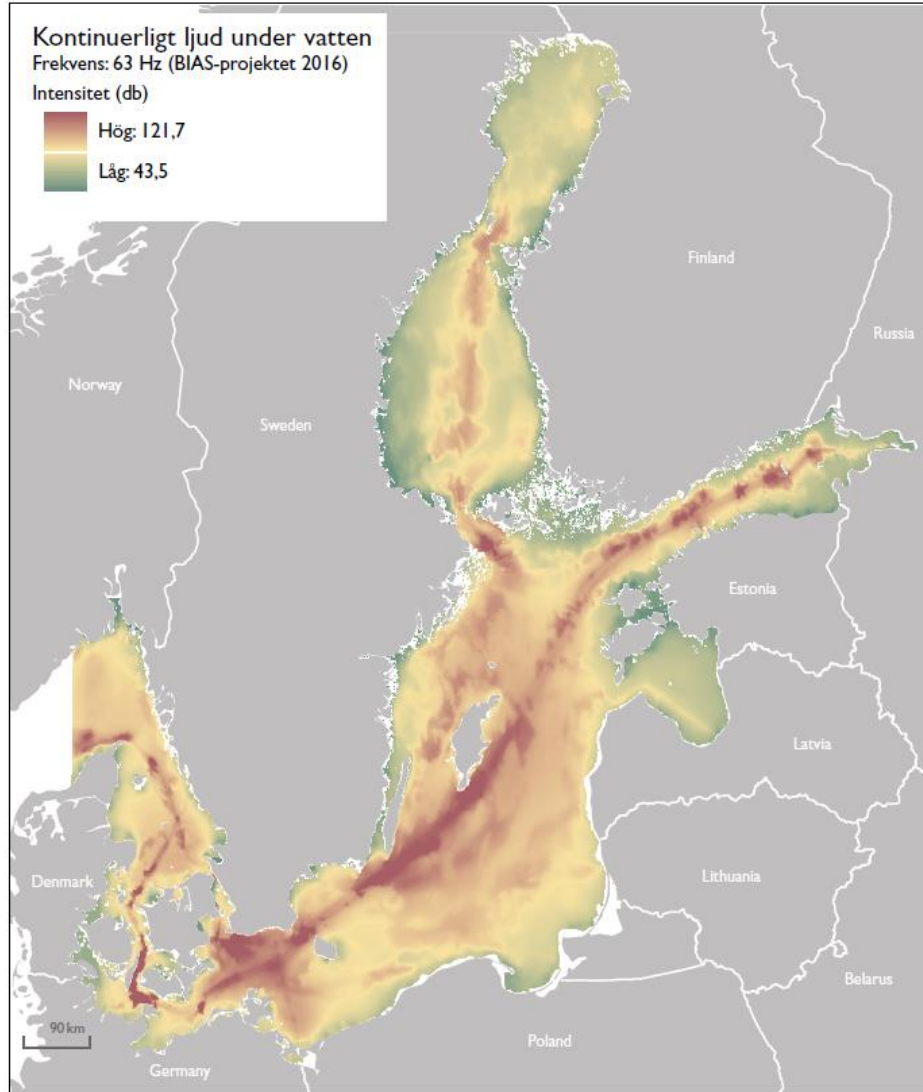 Kontinuerligt ljud under vatten
Frekvens: 63 Hz (BIAS-projektet 2016)
Intensitet (db)
Hög: 121,7
Låg: 43,5
Finland
Russia
Norway
Sweden
Estonia
Latvia
Denmark
Lithuania
Belarus
90 km
Poland
Germany